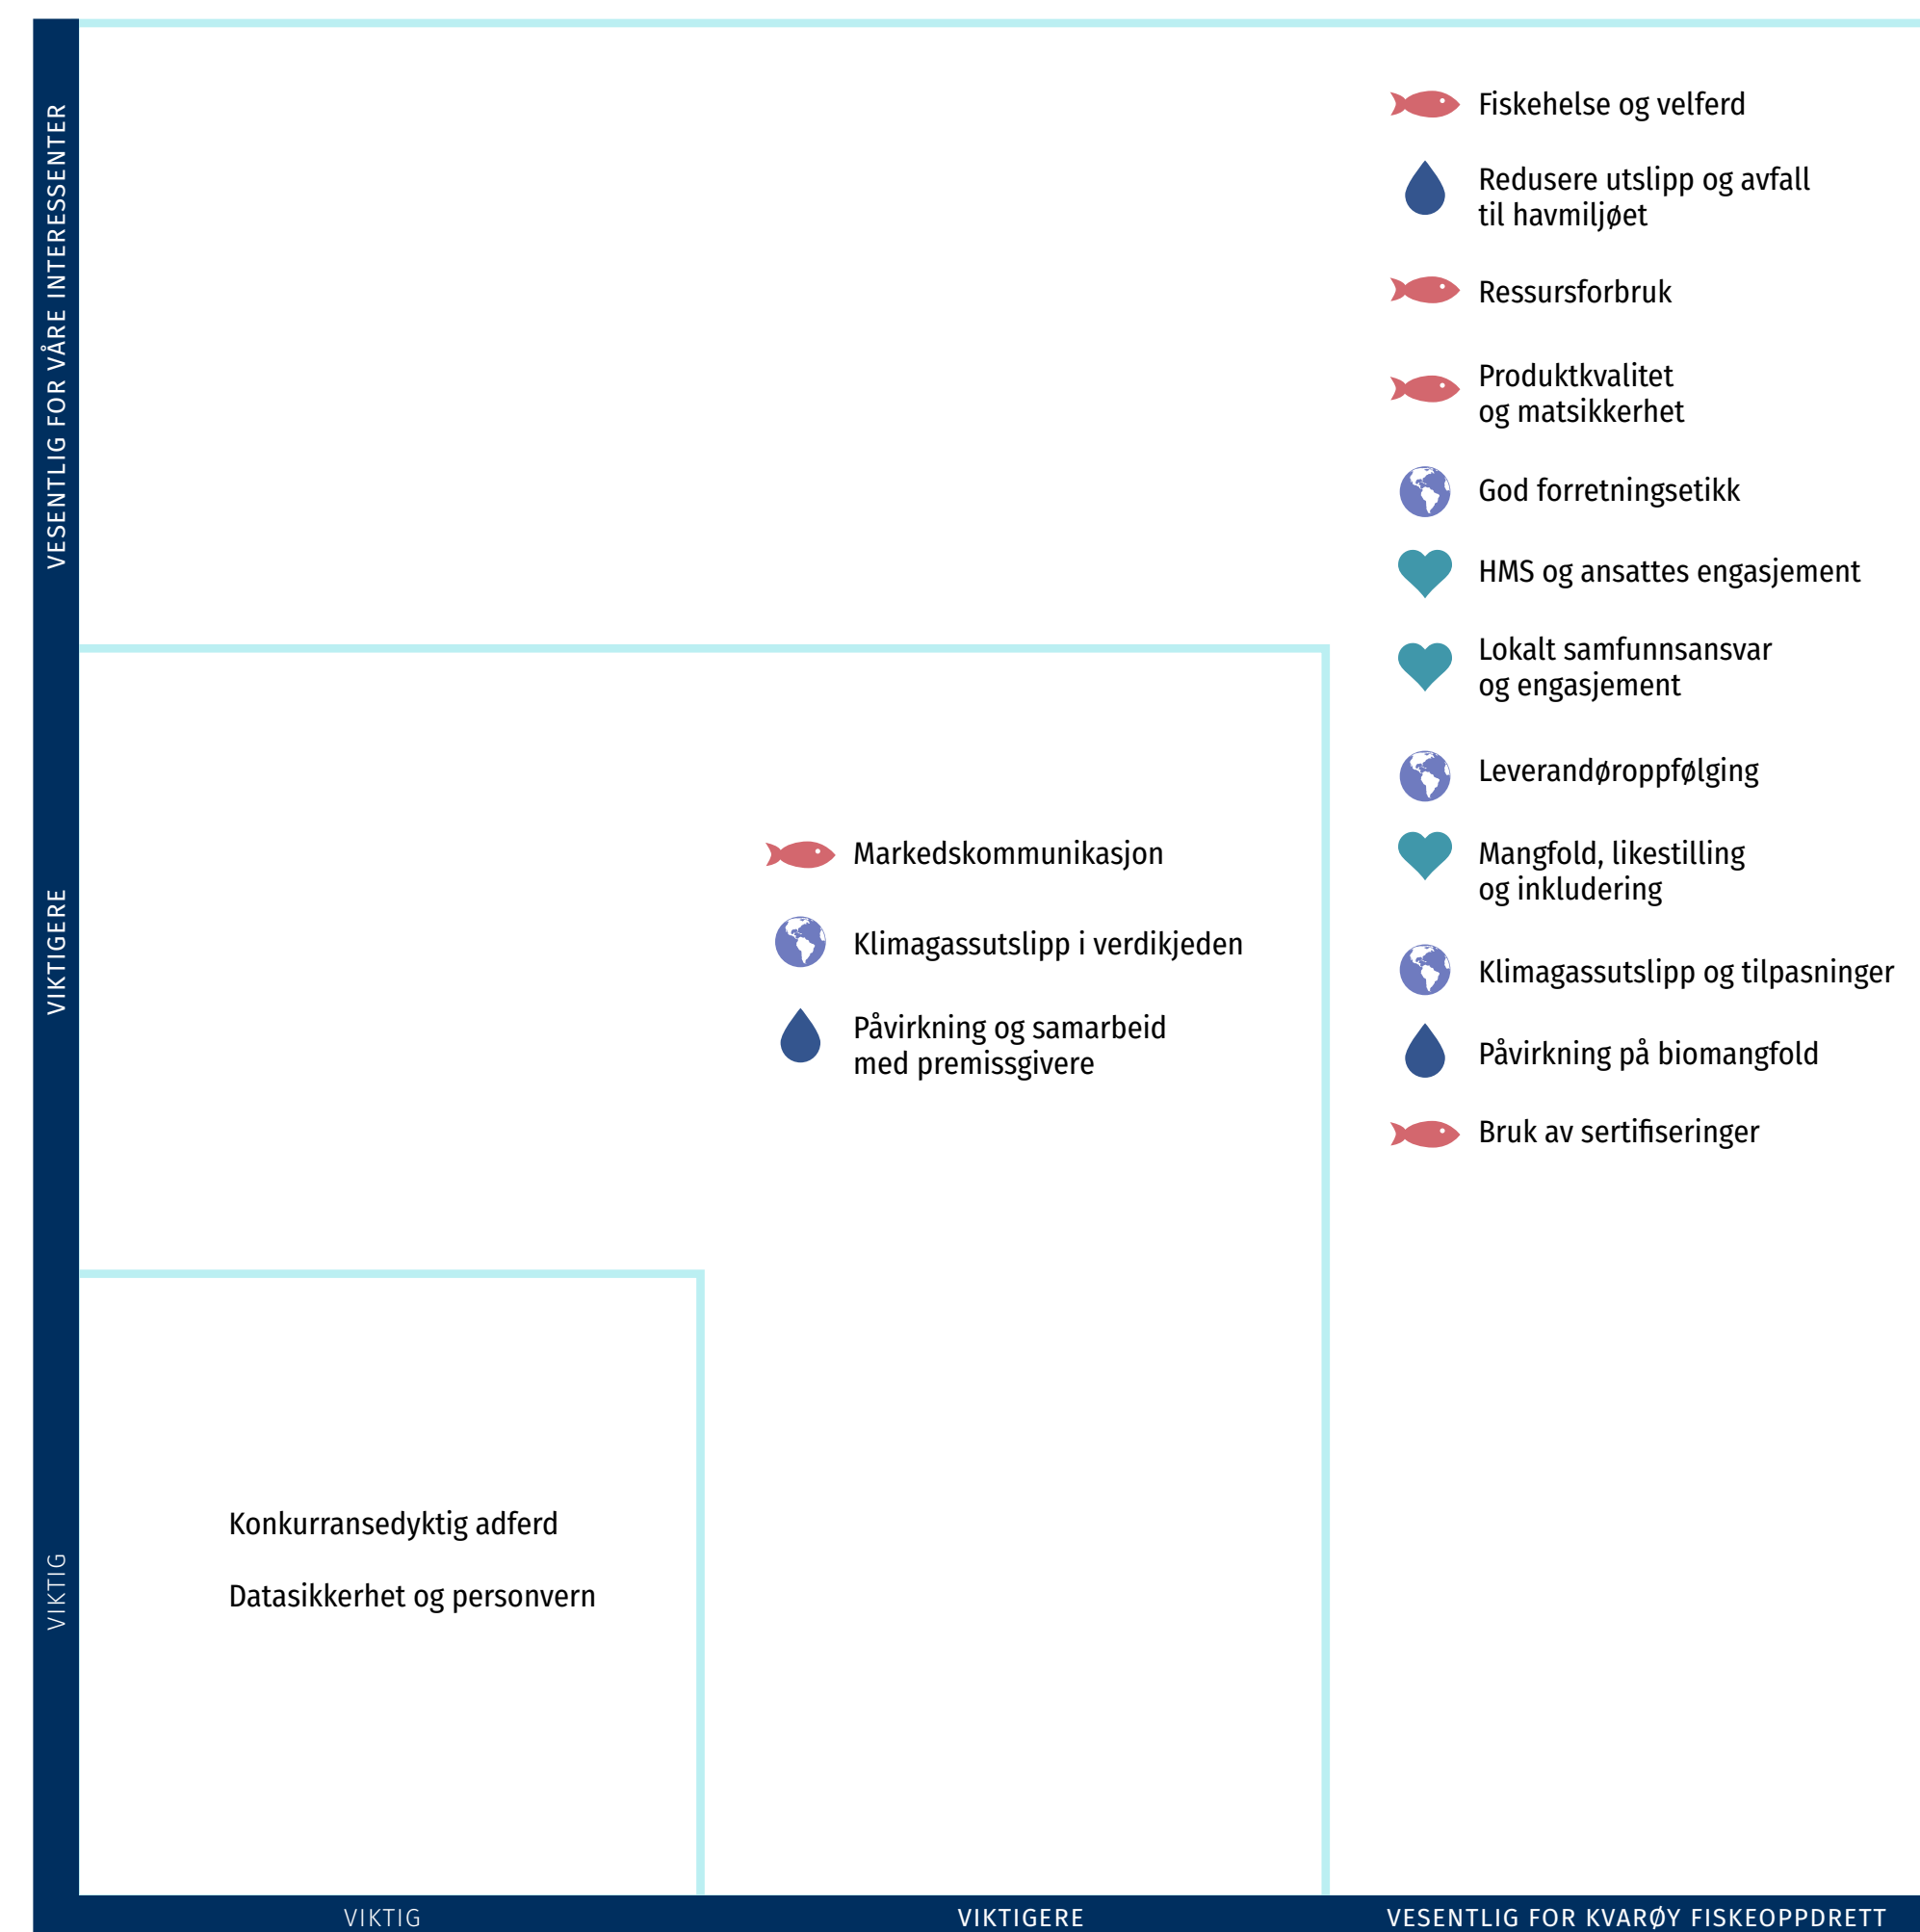 VESENTLIG FOR VÅRE INTERESSENTER
VIKTIGERE
VIKTIG
Fiskehelse og velferd
Redusere utslipp og avfall
til havmiljøet
Ressursforbruk
Produktkvalitet
og matsikkerhet
God forretningsetikk
HMS og ansattes engasjement
Lokalt samfunnsansvar
og engasjement
Leverandøroppfølging
Mangfold, likestilling
og inkludering
Klimagassutslipp og tilpasninger
Påvirkning på biomangfold
Bruk av sertifiseringer
Markedskommunikasjon
Klimagassutslipp i verdikjeden
Påvirkning og samarbeid
med premissgivere
Konkurransedyktig adferd
Datasikkerhet og personvern
VIKTIG
VIKTIGERE
VESENTLIG FOR KVARØY FISKEOPPDRETT